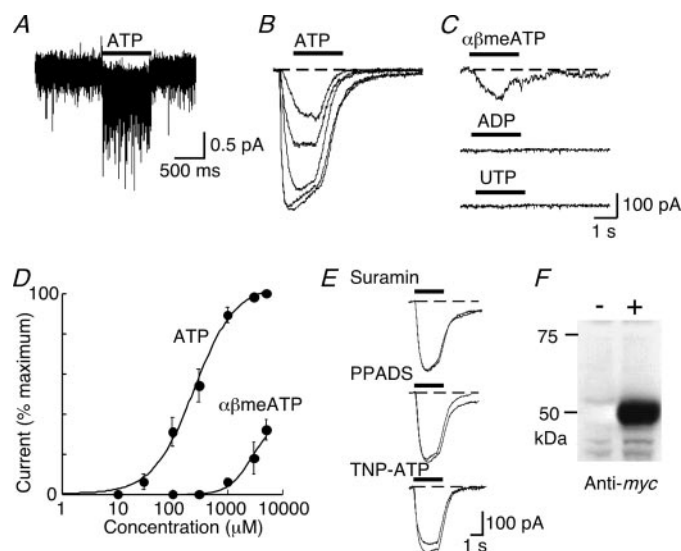 A
ATP
0.5 pA
500 ms
B
ATP
C
αβmeATP
ADP
UTP
100 pA
1 s
D
100
0
Current (% maximum)
ATP
αβmeATP
1 10 100 1000 10000
Concentration (μM)
E
Suramin
PPADS
TNP-ATP
100 pA
1 s
F
- +
75
50
kDa
Anti-myc